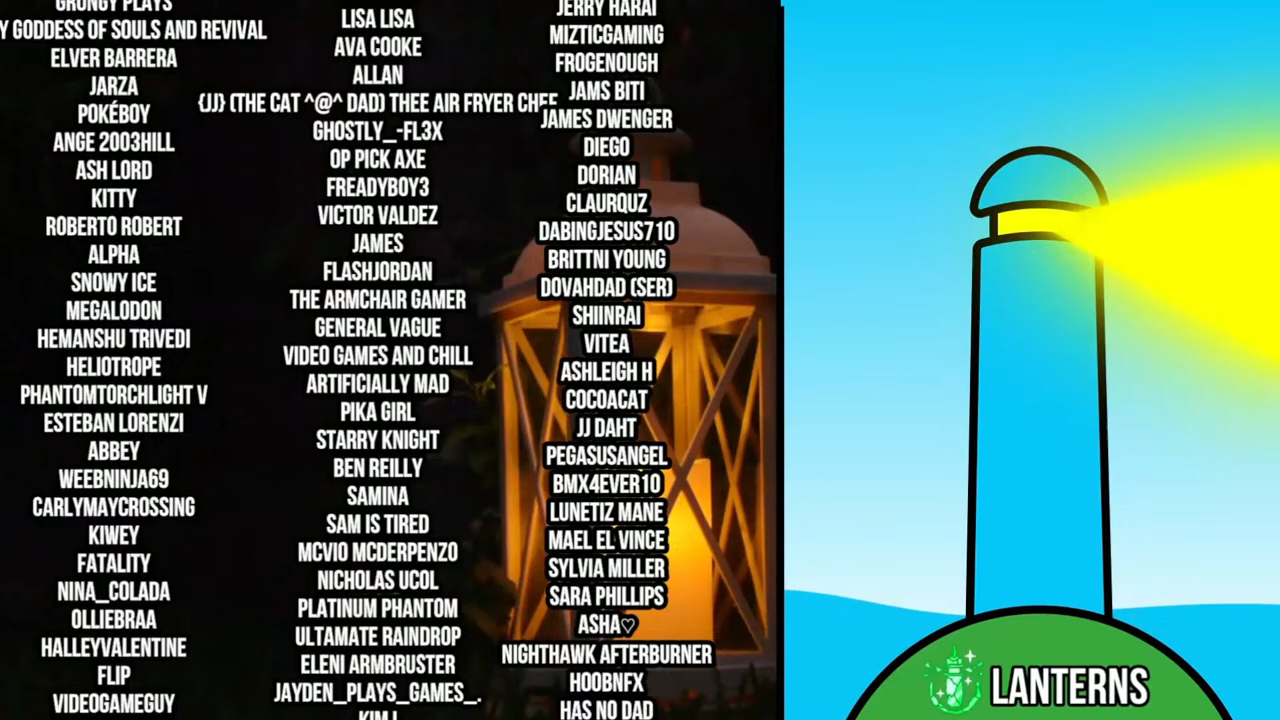 GRUNGY PLAYS
Y GODDESS OF SOULS AND REVIVAL
ELVER BARRERA
JARZA
POKÉBOY
ANGE 2003HILL
ASH LORD
KITTY
ROBERTO ROBERT
ALPHA
SNOWY ICE
MEGALODON
HEMANSHU TRIVEDI
HELIOTROPE
PHANTOMTORCHLIGHT V
ESTEBAN LORENZI
ABBEY
WEEBNINJA69
CARLYMAYCROSSING
KIWEY
FATALITY
NINA_COLADA
OLLIEBRAA
HALLEYVALENTINE
FLIP
VIDEOGAMEGUY
LISA LISA
AVA COOKE
ALLAN
{JJ} (THE CAT ^@^ DAD) THEE AIR FRYER CHEF
GHOSTLY_-FL3X
OP PICK AXE
FREADYBOY3
VICTOR VALDEZ
JAMES
FLASHJORDAN
THE ARMCHAIR GAMER
GENERAL VAGUE
VIDEO GAMES AND CHILL
ARTIFICIALLY MAD
PIKA GIRL
STARRY KNIGHT
BEN REILLY
SAMINA
SAM IS TIRED
MCVIO MCDERPENZO
NICHOLAS UCOL
PLATINUM PHANTOM
ULTAMATE RAINDROP
ELENI ARMBRUSTER
JAYDEN_PLAYS_GAMES_.
JERRY HARAI
MIZTICGAMING
FROGENOUGH
JAMS BITI
JAMES DWENGER
DIEGO
DORIAN
CLAURQUZ
DABINGJESUS710
BRITTNI YOUNG
DOVAHDAD (SER)
SHIINRAI
VITEA
ASHLEIGH H
COCOACAT
JJ DAHT
PEGASUSANGEL
BMX4EVER10
LUNETIZ MANE
MAEL EL VINCE
SYLVIA MILLER
SARA PHILLIPS
ASHA♡
NIGHTHAWK AFTERBURNER
HOOBNFX
HAS NO DAD
LANTERNS